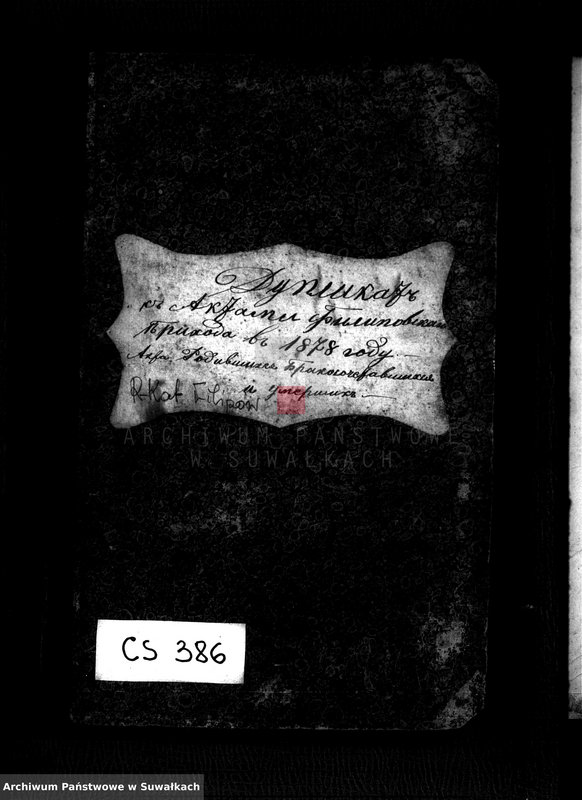 Дупликатъ
къ Актамъ Филиповскаго
прихода въ 1878 году
Родившихся Бракосочетавшихся
и Умершихъ
R-Kat Filipów
ARCHIWUM PAŃSTWOWE
W SUWAŁKACH
CS 386
Archiwum Państwowe w Suwałkach